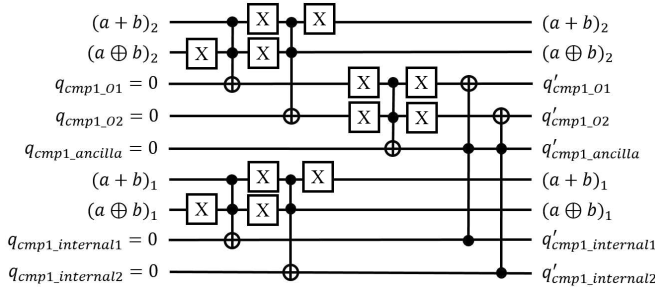 (a + b)₂ X X (a + b)₂
(a ⊕ b)₂ X X (a ⊕ b)₂
q_cmp1_O1 = 0 X X q′_cmp1_O1
q_cmp1_O2 = 0 X X q′_cmp1_O2
q_cmp1_ancilla = 0 q′_cmp1_ancilla
(a + b)₁ X X (a + b)₁
(a ⊕ b)₁ X X (a ⊕ b)₁
q_cmp1_internal1 = 0 q′_cmp1_internal1
q_cmp1_internal2 = 0 q′_cmp1_internal2